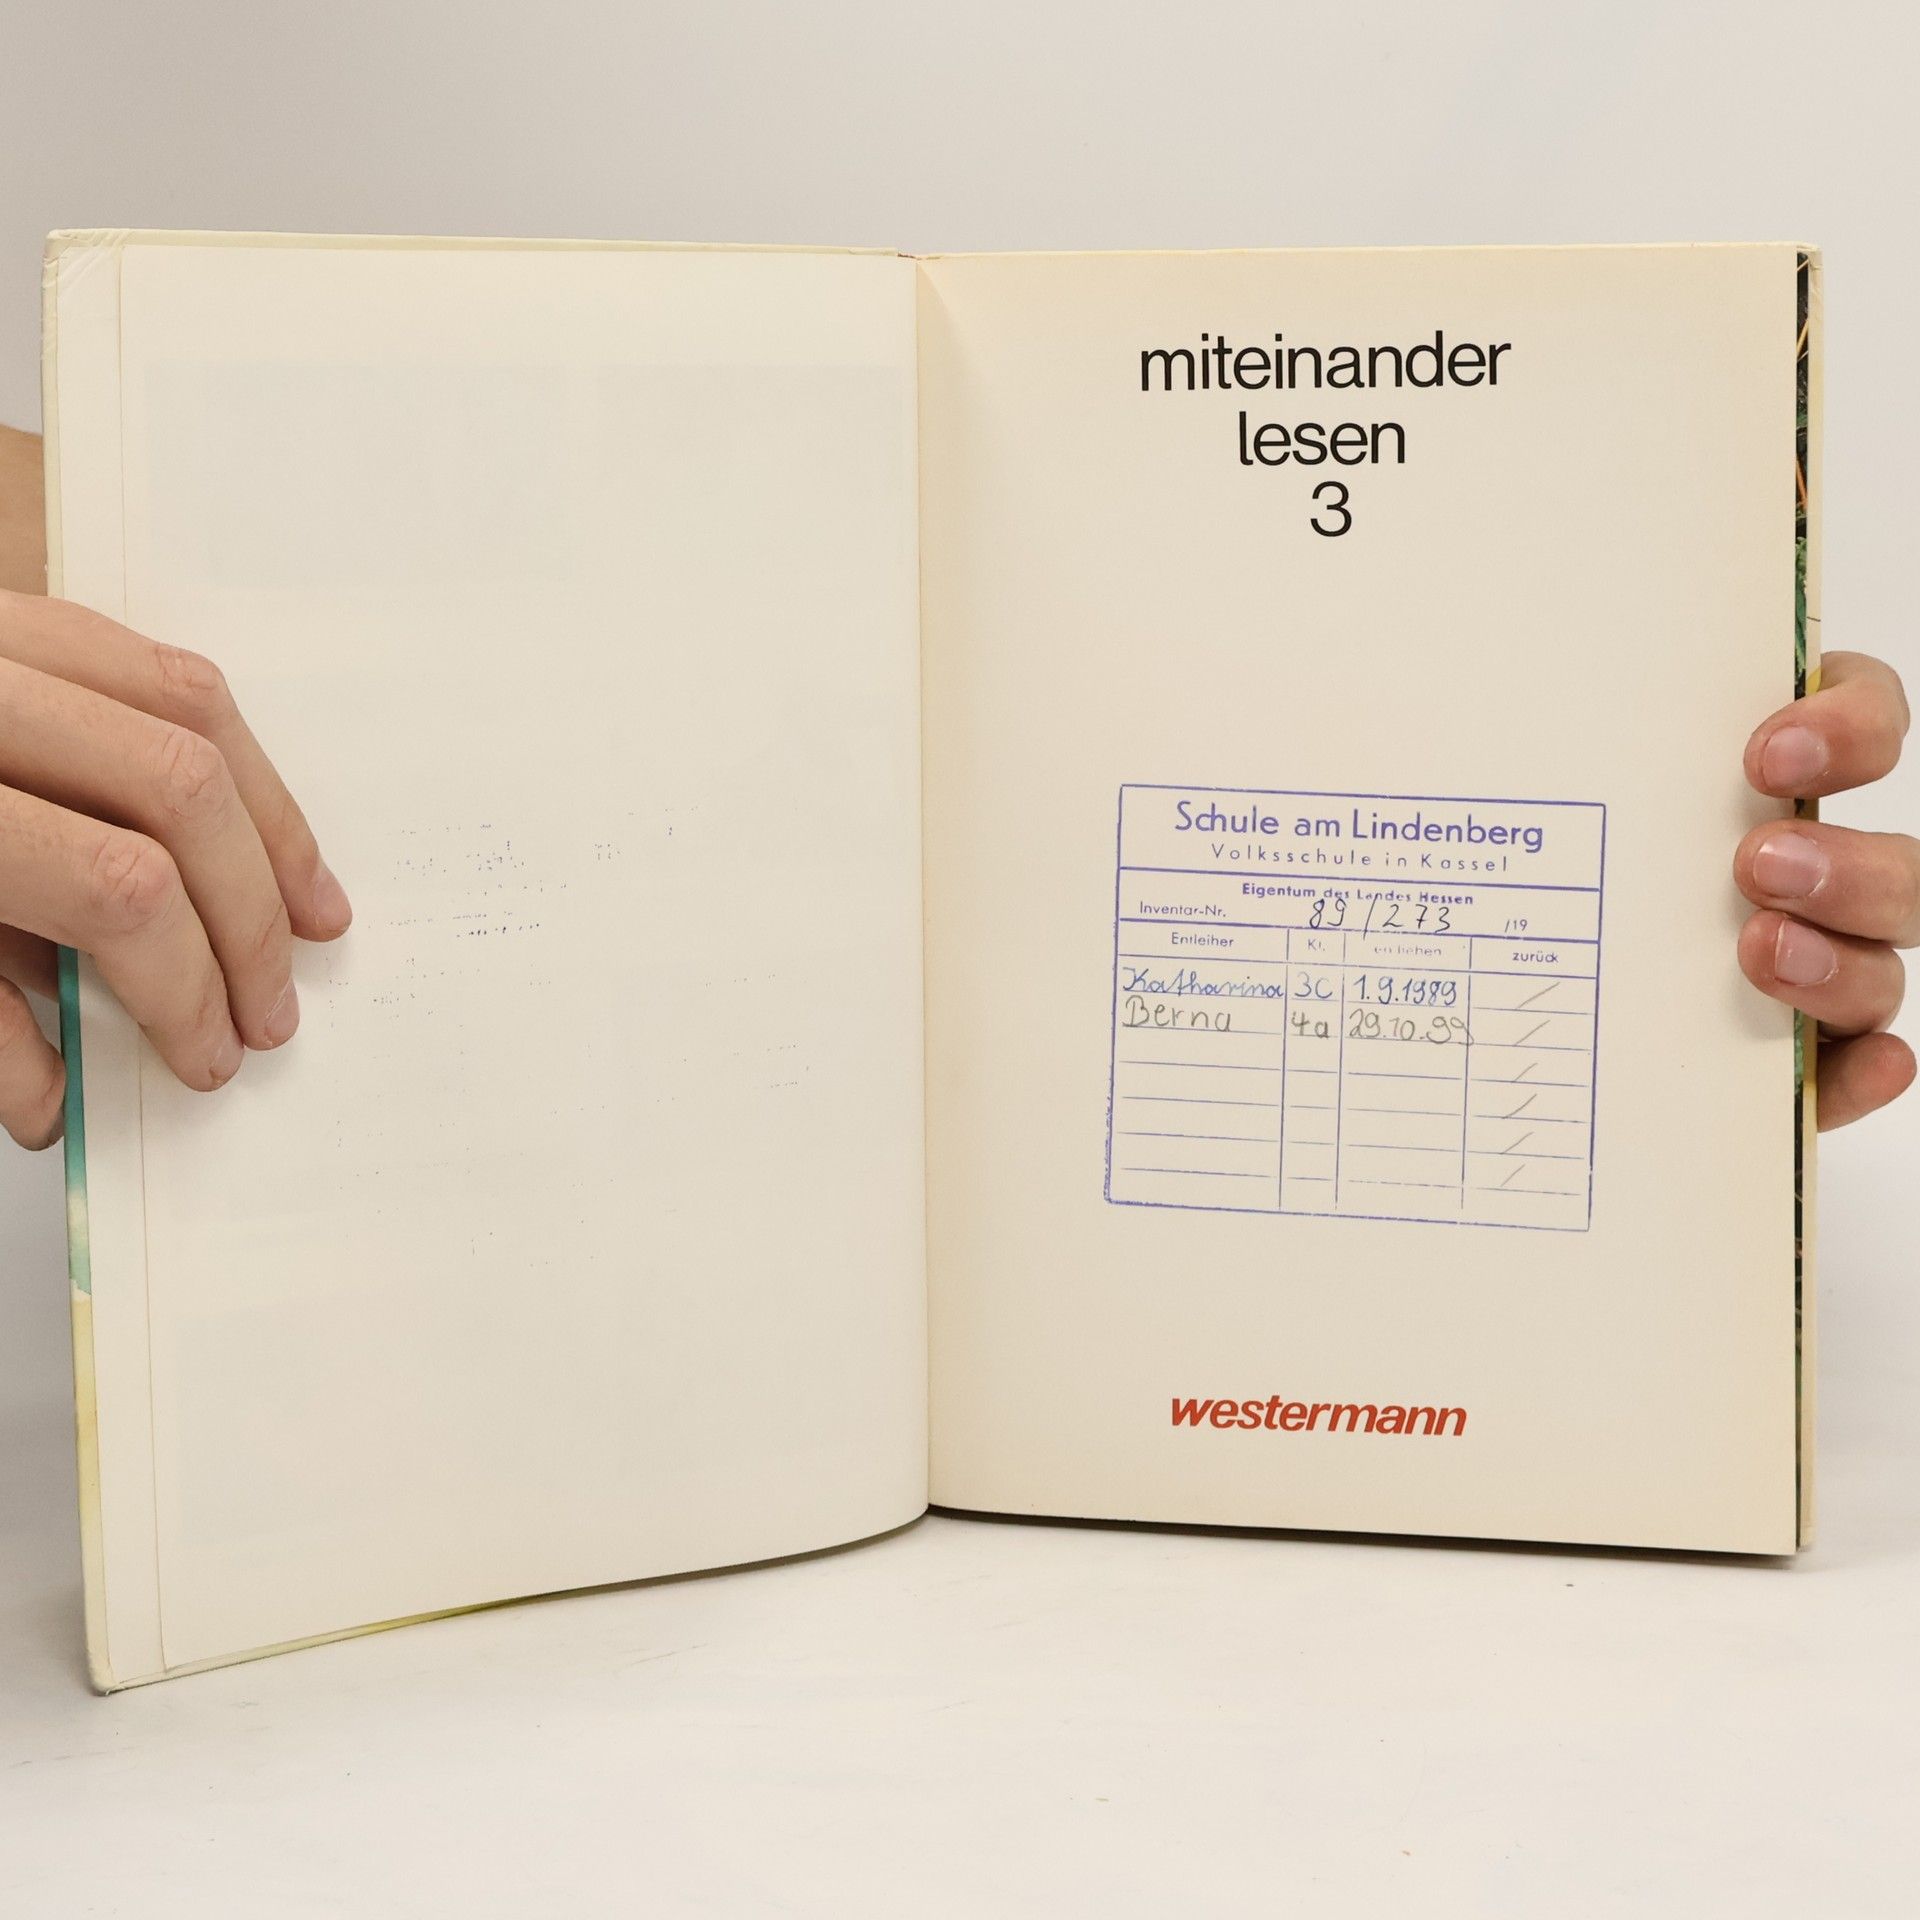 miteinander
lesen
3
Schule am Lindenberg
Volksschule in Kassel
Eigentum des Landes Hessen
Inventar-Nr. 89/273 /19
Entleiher Kl. entliehen zurück
Katharina 3c 1.9.1989 /
Berna 4a 29.10.99 /
/
/
/
/
westermann